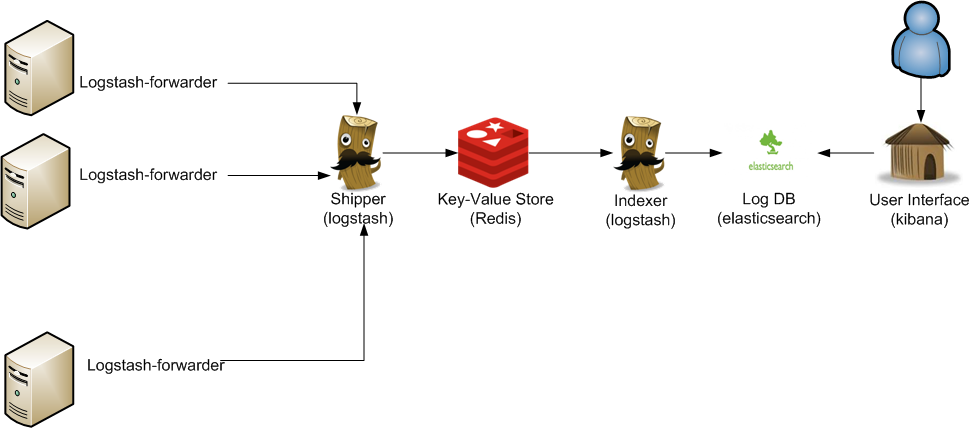 Logstash-forwarder
Logstash-forwarder
Logstash-forwarder
Shipper
(logstash)
Key-Value Store
(Redis)
Indexer
(logstash)
elasticsearch
Log DB
(elasticsearch)
User Interface
(kibana)